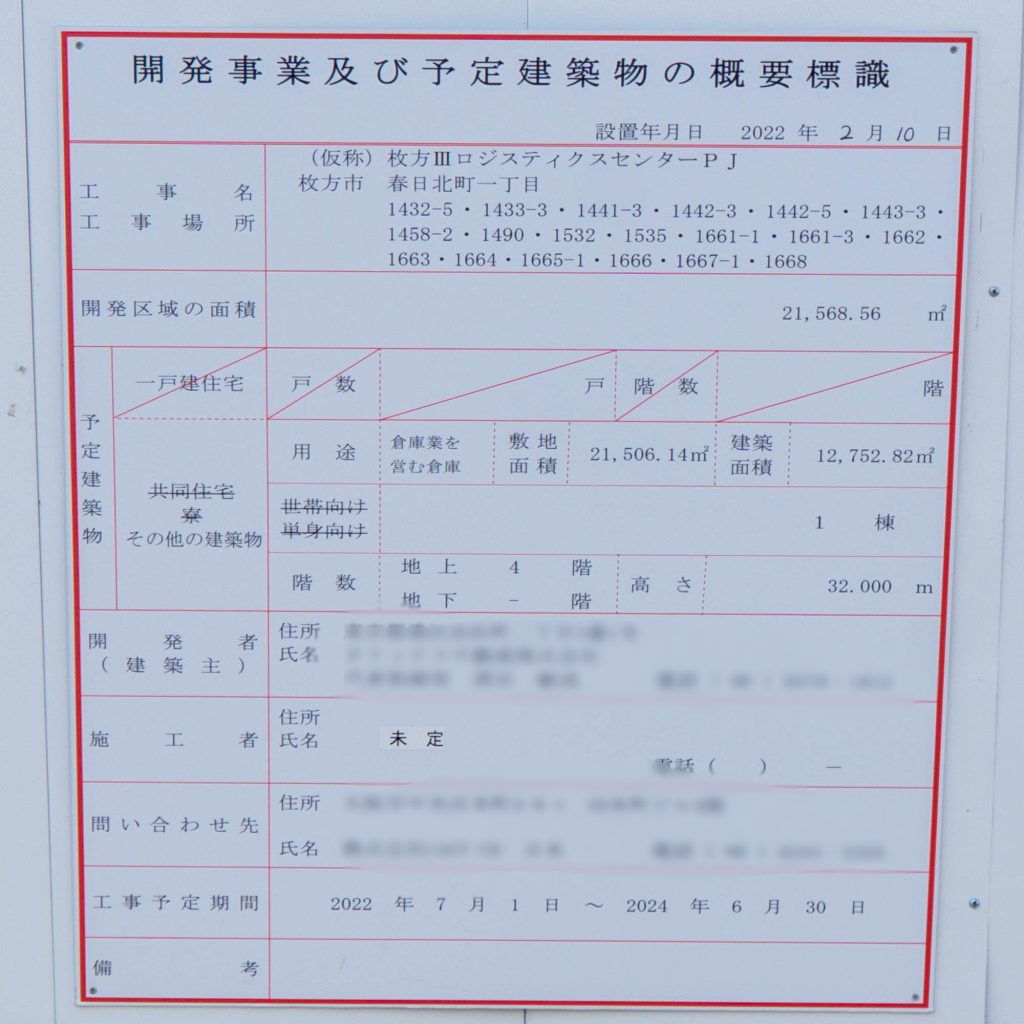 開発事業及び予定建築物の概要標識
設置年月日 2022 年 2 月 10 日
工事名
工事場所
（仮称）枚方ⅢロジスティクスセンターＰＪ
枚方市 春日北町一丁目
1432-5・1433-3・1441-3・1442-3・1442-5・1443-3・
1458-2・1490・1532・1535・1661-1・1661-3・1662・
1663・1664・1665-1・1666・1667-1・1668
開発区域の面積 21,568.56 ㎡
予定建築物
一戸建住宅 戸数 戸 階数 階
共同住宅
寮
その他の建築物
用途 倉庫業を
営む倉庫
敷地
面積
21,506.14㎡
建築
面積
12,752.82㎡
世帯向け
単身向け
1 棟
階数 地上 4 階
地下 － 階
高さ 32.000 m
開発者
（建築主）
住所
氏名
施工者
住所
氏名 未定
電話（ ） －
問い合わせ先
住所
氏名
工事予定期間 2022 年 7 月 1 日 ～ 2024 年 6 月 30 日
備考